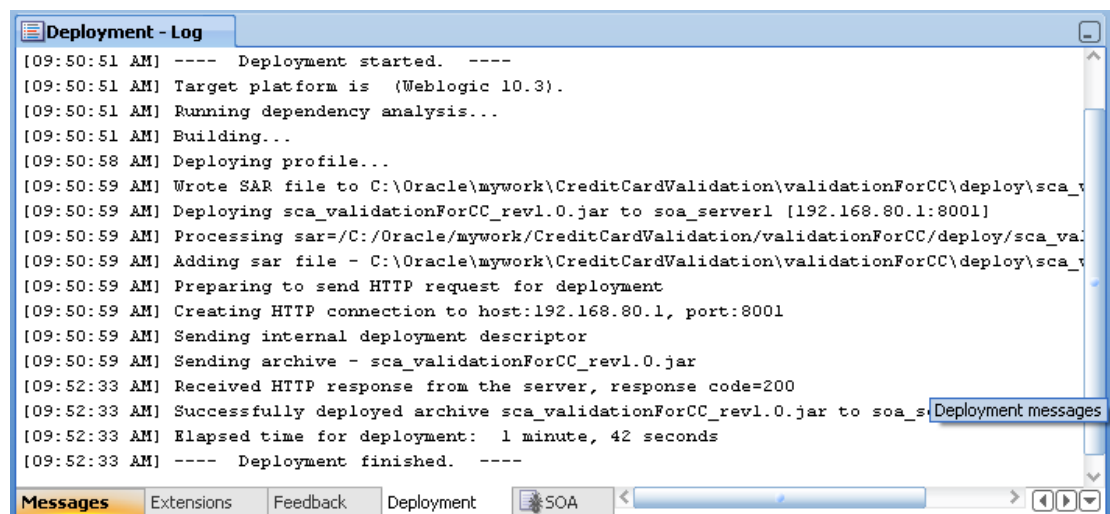 Deployment - Log
[09:50:51 AM] ---- Deployment started. ----
[09:50:51 AM] Target platform is (Weblogic 10.3).
[09:50:51 AM] Running dependency analysis...
[09:50:51 AM] Building...
[09:50:58 AM] Deploying profile...
[09:50:59 AM] Wrote SAR file to C:\Oracle\mywork\CreditCardValidation\validationForCC\deploy\sca_v
[09:50:59 AM] Deploying sca_validationForCC_rev1.0.jar to soa_server1 [192.168.80.1:8001]
[09:50:59 AM] Processing sar=/C:/Oracle/mywork/CreditCardValidation/validationForCC/deploy/sca_val
[09:50:59 AM] Adding sar file - C:\Oracle\mywork\CreditCardValidation\validationForCC\deploy\sca_v
[09:50:59 AM] Preparing to send HTTP request for deployment
[09:50:59 AM] Creating HTTP connection to host:192.168.80.1, port:8001
[09:50:59 AM] Sending internal deployment descriptor
[09:50:59 AM] Sending archive - sca_validationForCC_rev1.0.jar
[09:52:33 AM] Received HTTP response from the server, response code=200
[09:52:33 AM] Successfully deployed archive sca_validationForCC_rev1.0.jar to soa_s
Deployment messages
[09:52:33 AM] Elapsed time for deployment: 1 minute, 42 seconds
[09:52:33 AM] ---- Deployment finished. ----
Messages Extensions Feedback Deployment SOA